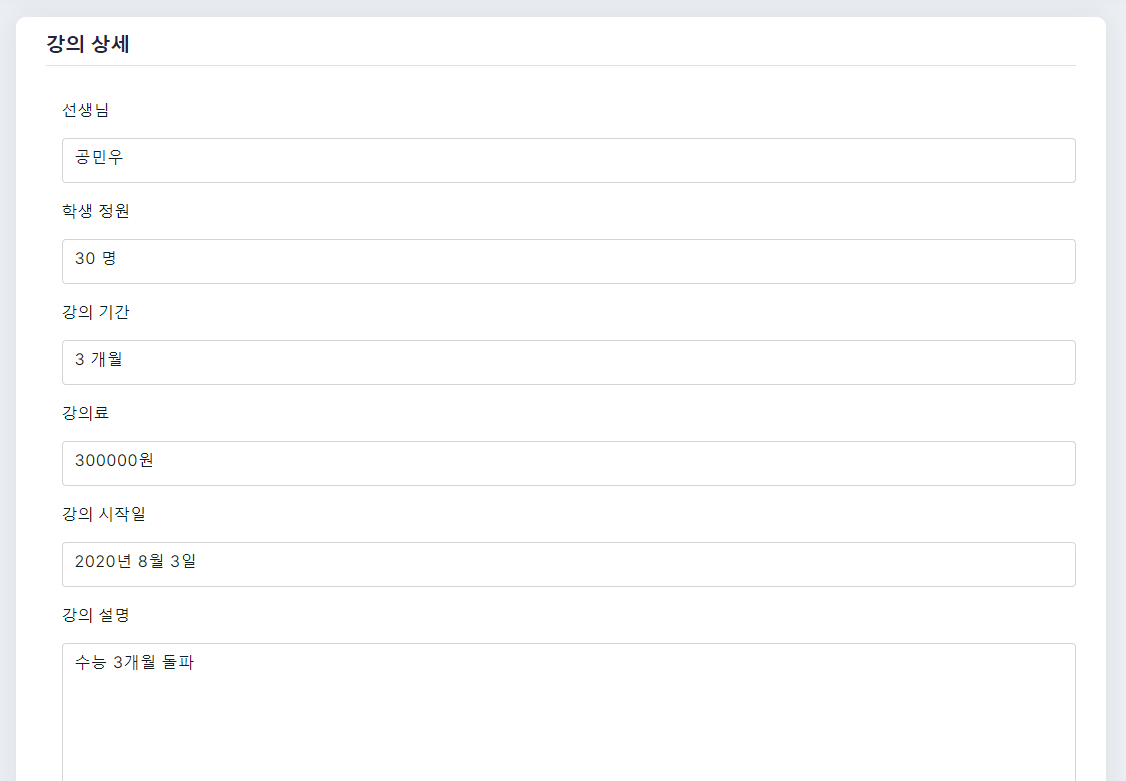 강의 상세
선생님
공민우
학생 정원
30 명
강의 기간
3 개월
강의료
300000원
강의 시작일
2020년 8월 3일
강의 설명
수능 3개월 돌파